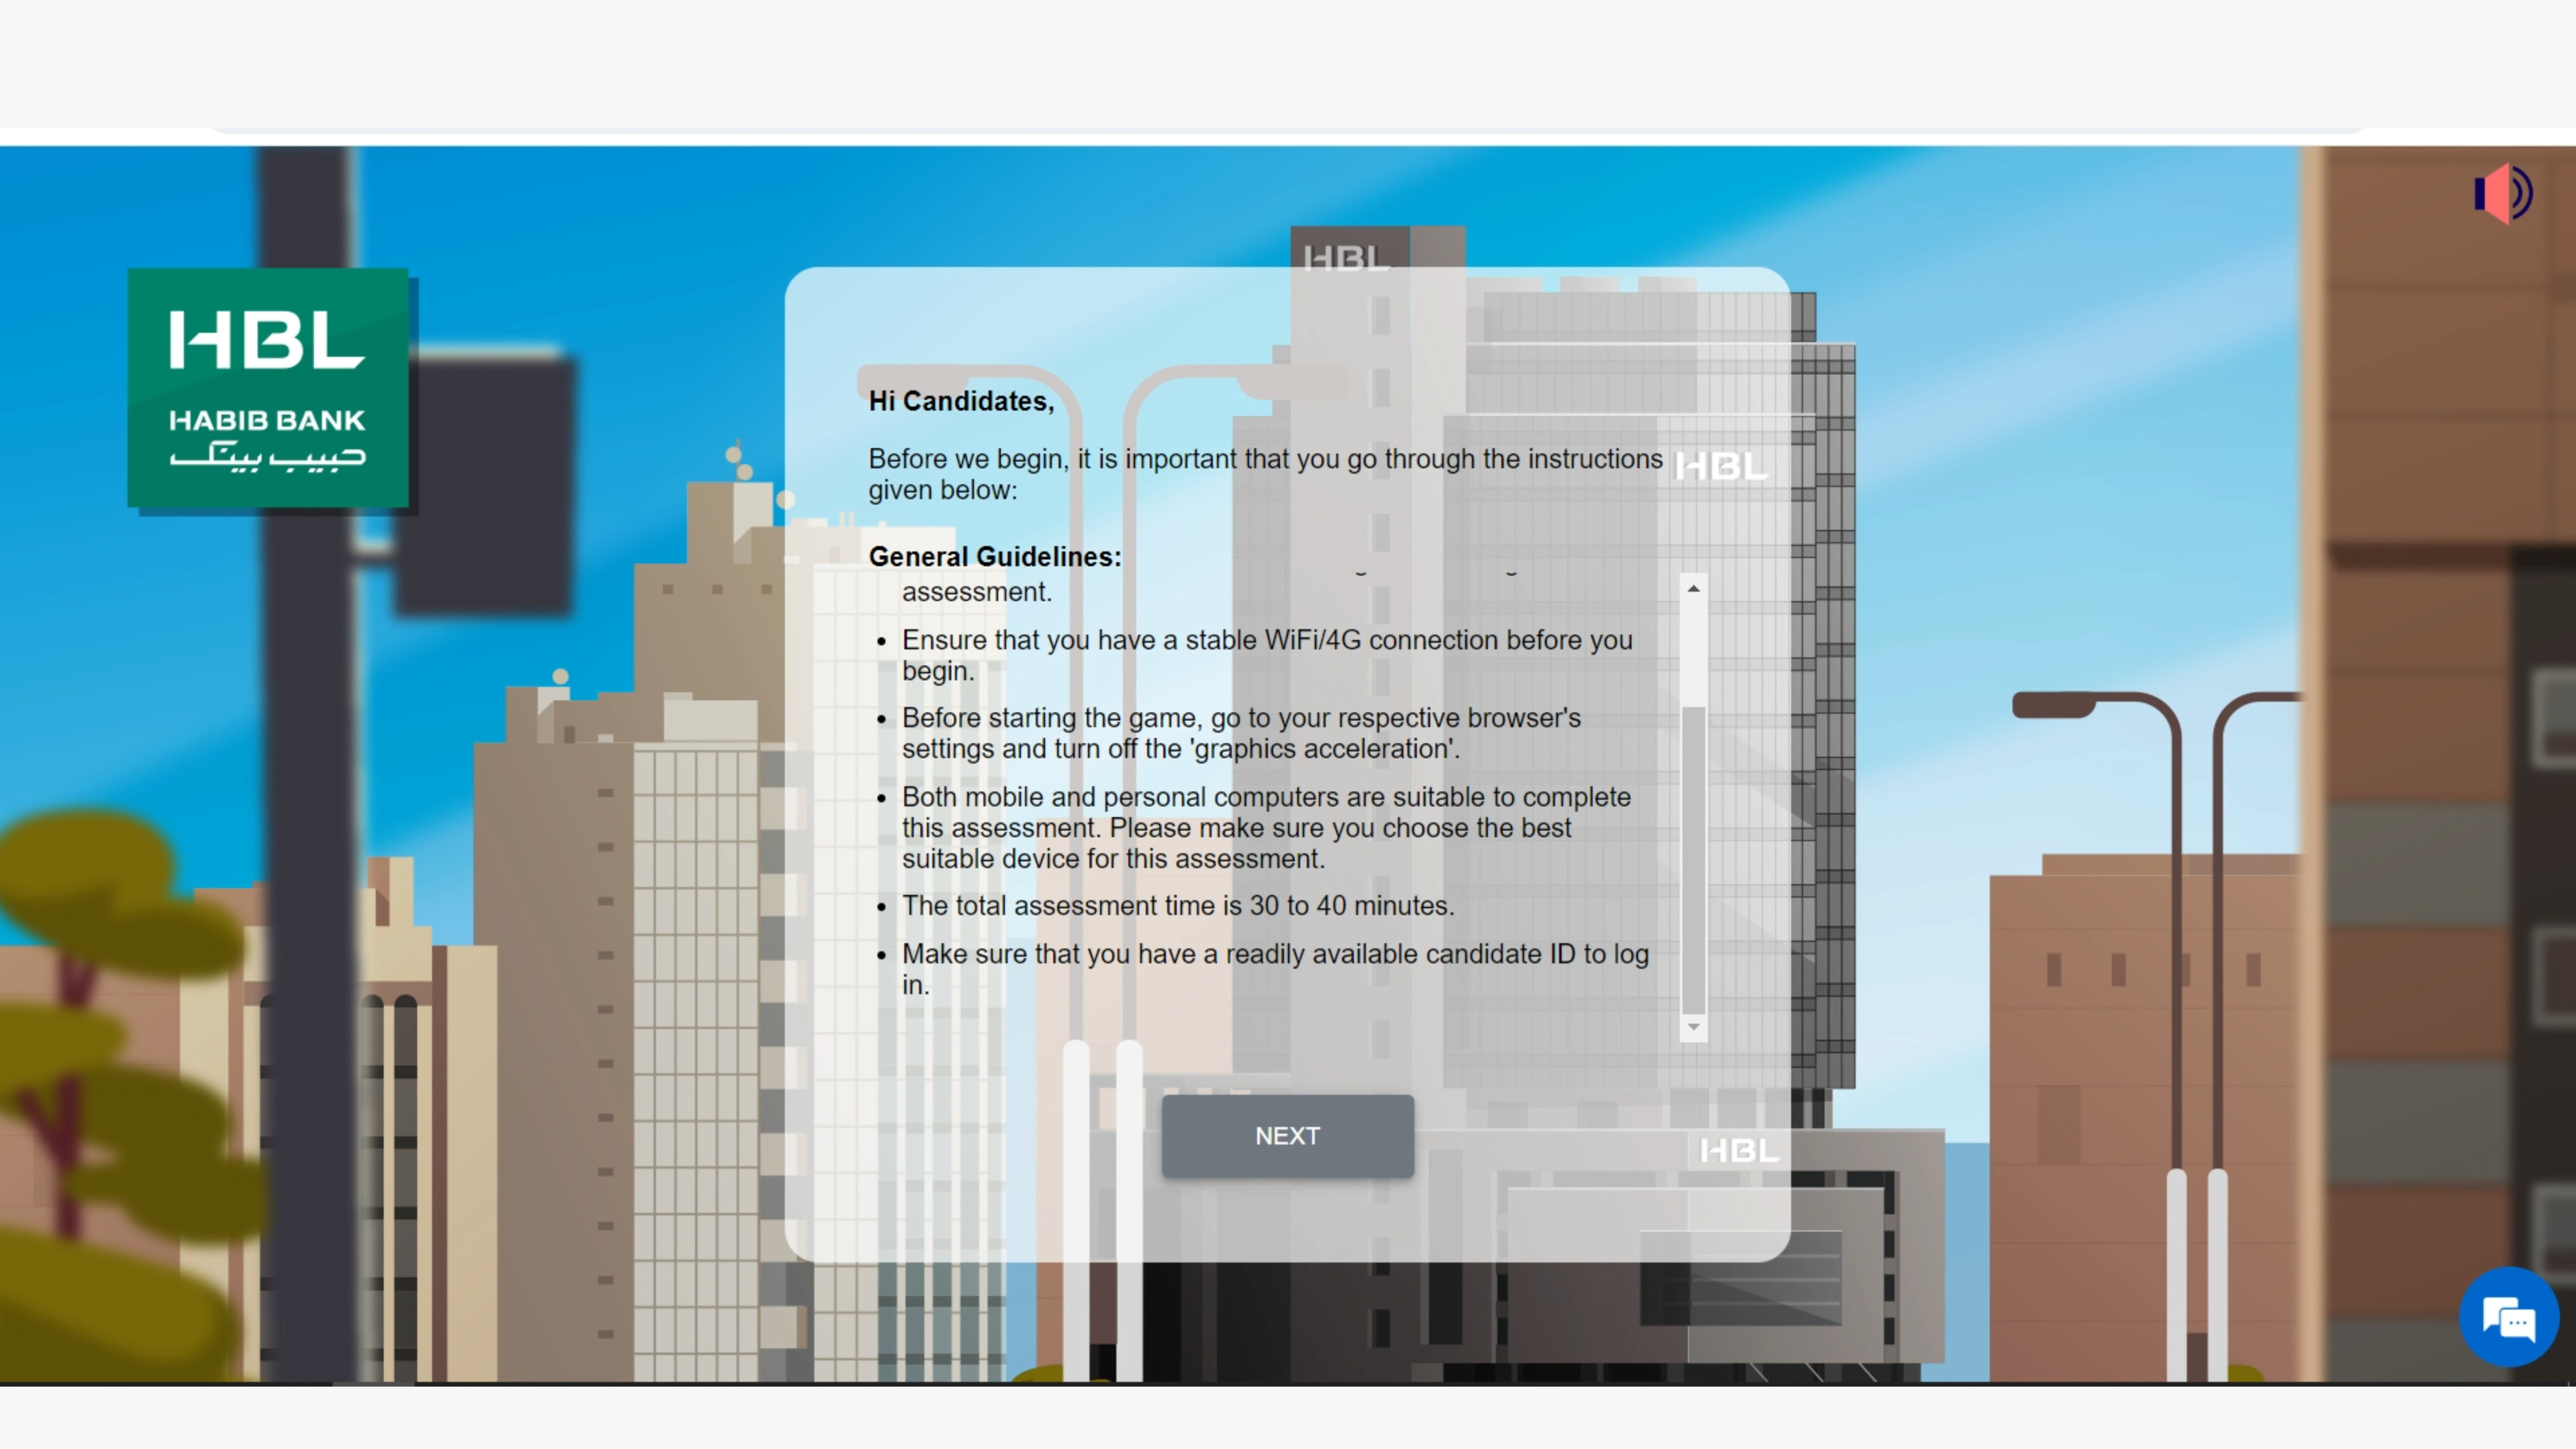 HBL
HBL
HABIB BANK
حبيب بينک
Hi Candidates,
Before we begin, it is important that you go through the instructions
given below:
HBL
General Guidelines:
assessment.
Ensure that you have a stable WiFi/4G connection before you
begin.
Before starting the game, go to your respective browser's
settings and turn off the 'graphics acceleration'.
Both mobile and personal computers are suitable to complete
this assessment. Please make sure you choose the best
suitable device for this assessment.
The total assessment time is 30 to 40 minutes.
Make sure that you have a readily available candidate ID to log
in.
NEXT
HBL